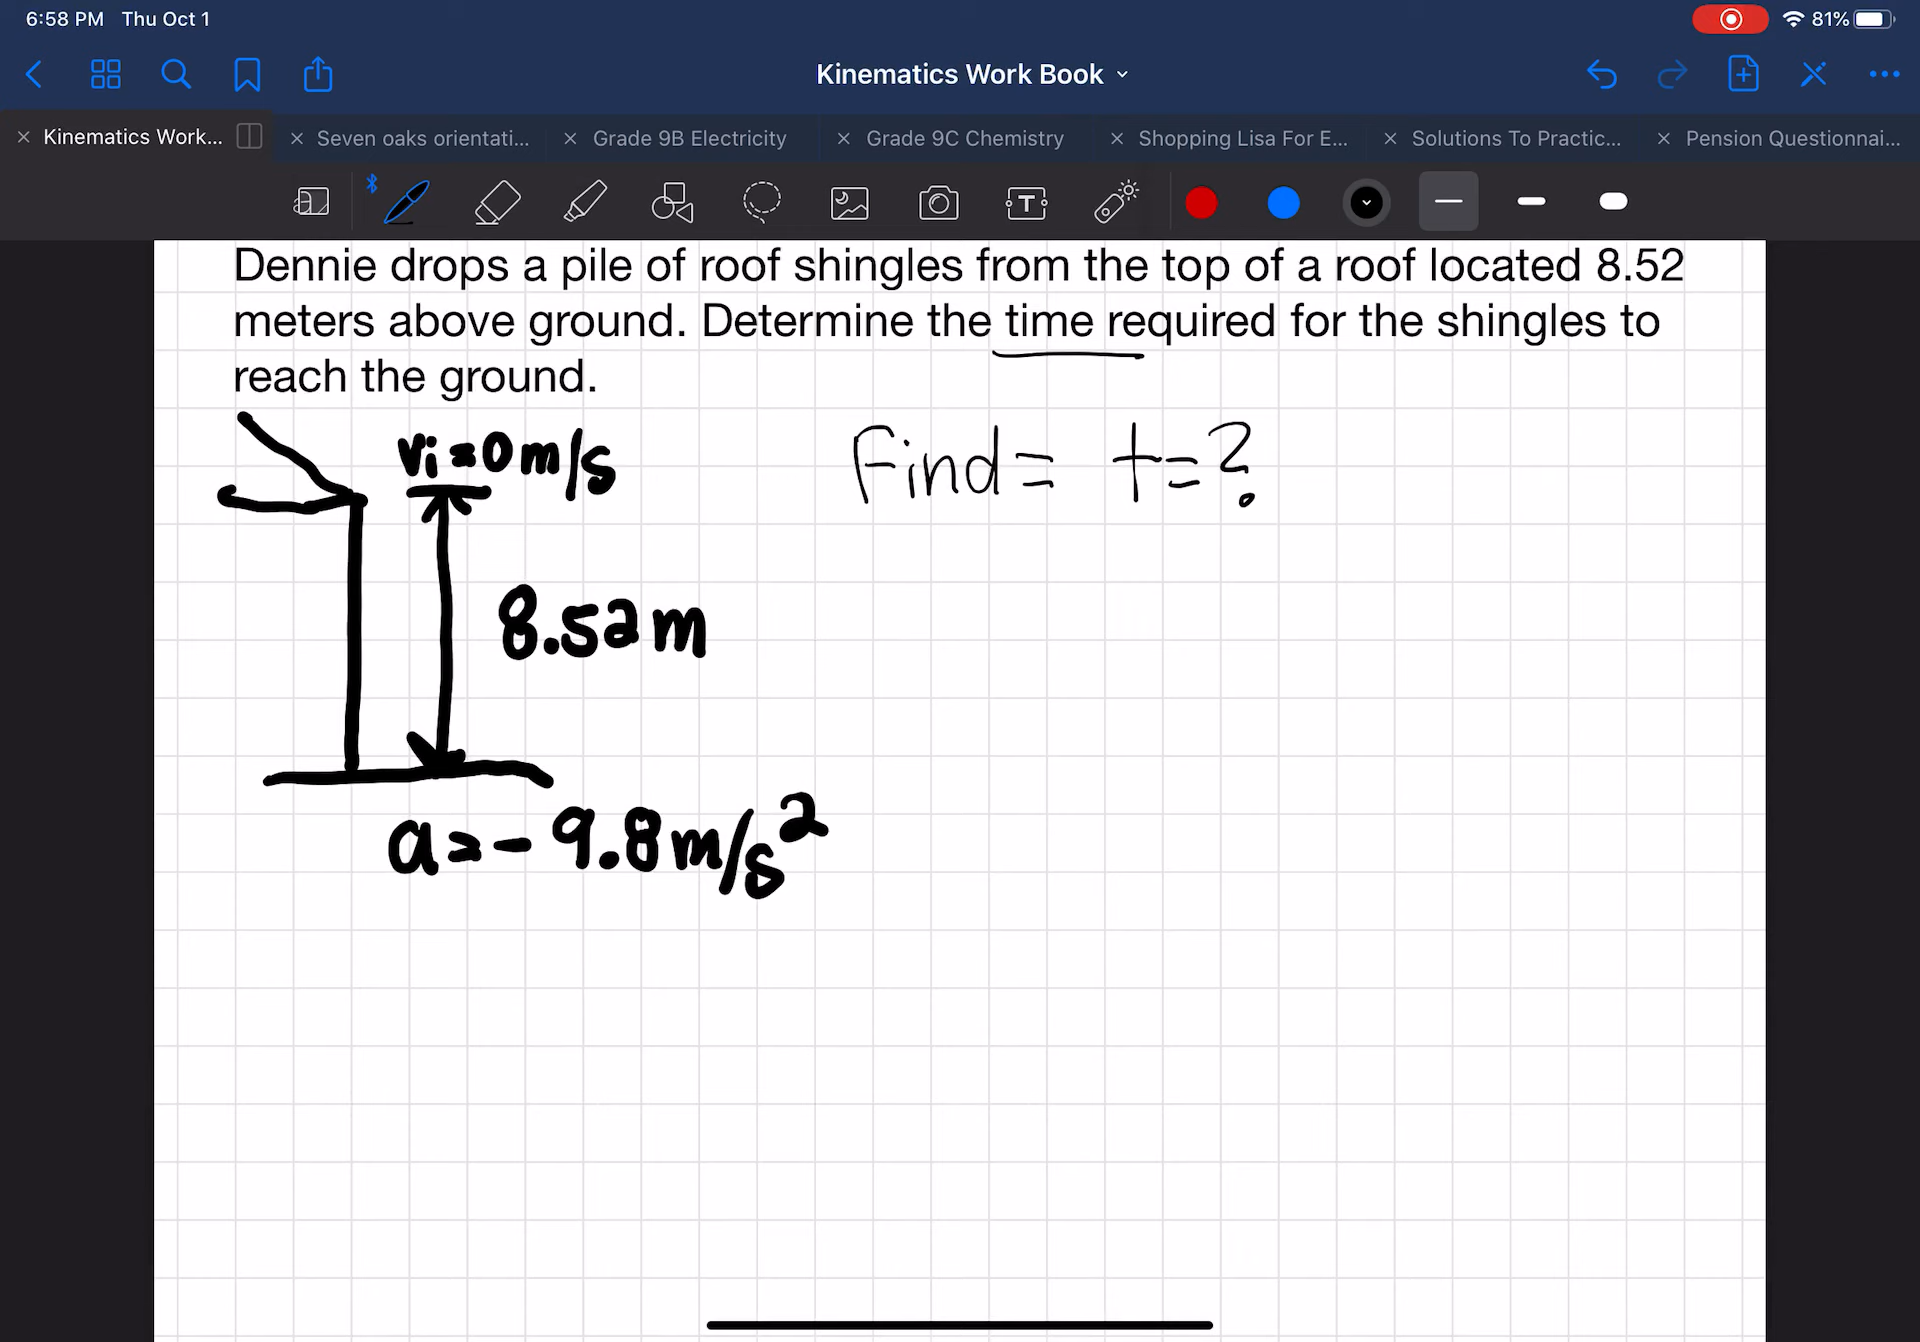 6:58 PM Thu Oct 1
81%
Kinematics Work Book
Kinematics Work...
Seven oaks orientati...
Grade 9B Electricity
Grade 9C Chemistry
Shopping Lisa For E...
Solutions To Practic...
Pension Questionnai...
Dennie drops a pile of roof shingles from the top of a roof located 8.52
meters above ground. Determine the time required for the shingles to
reach the ground.
Vi=0m/s
Find= t=?
8.52m
a=-9.8m/s²